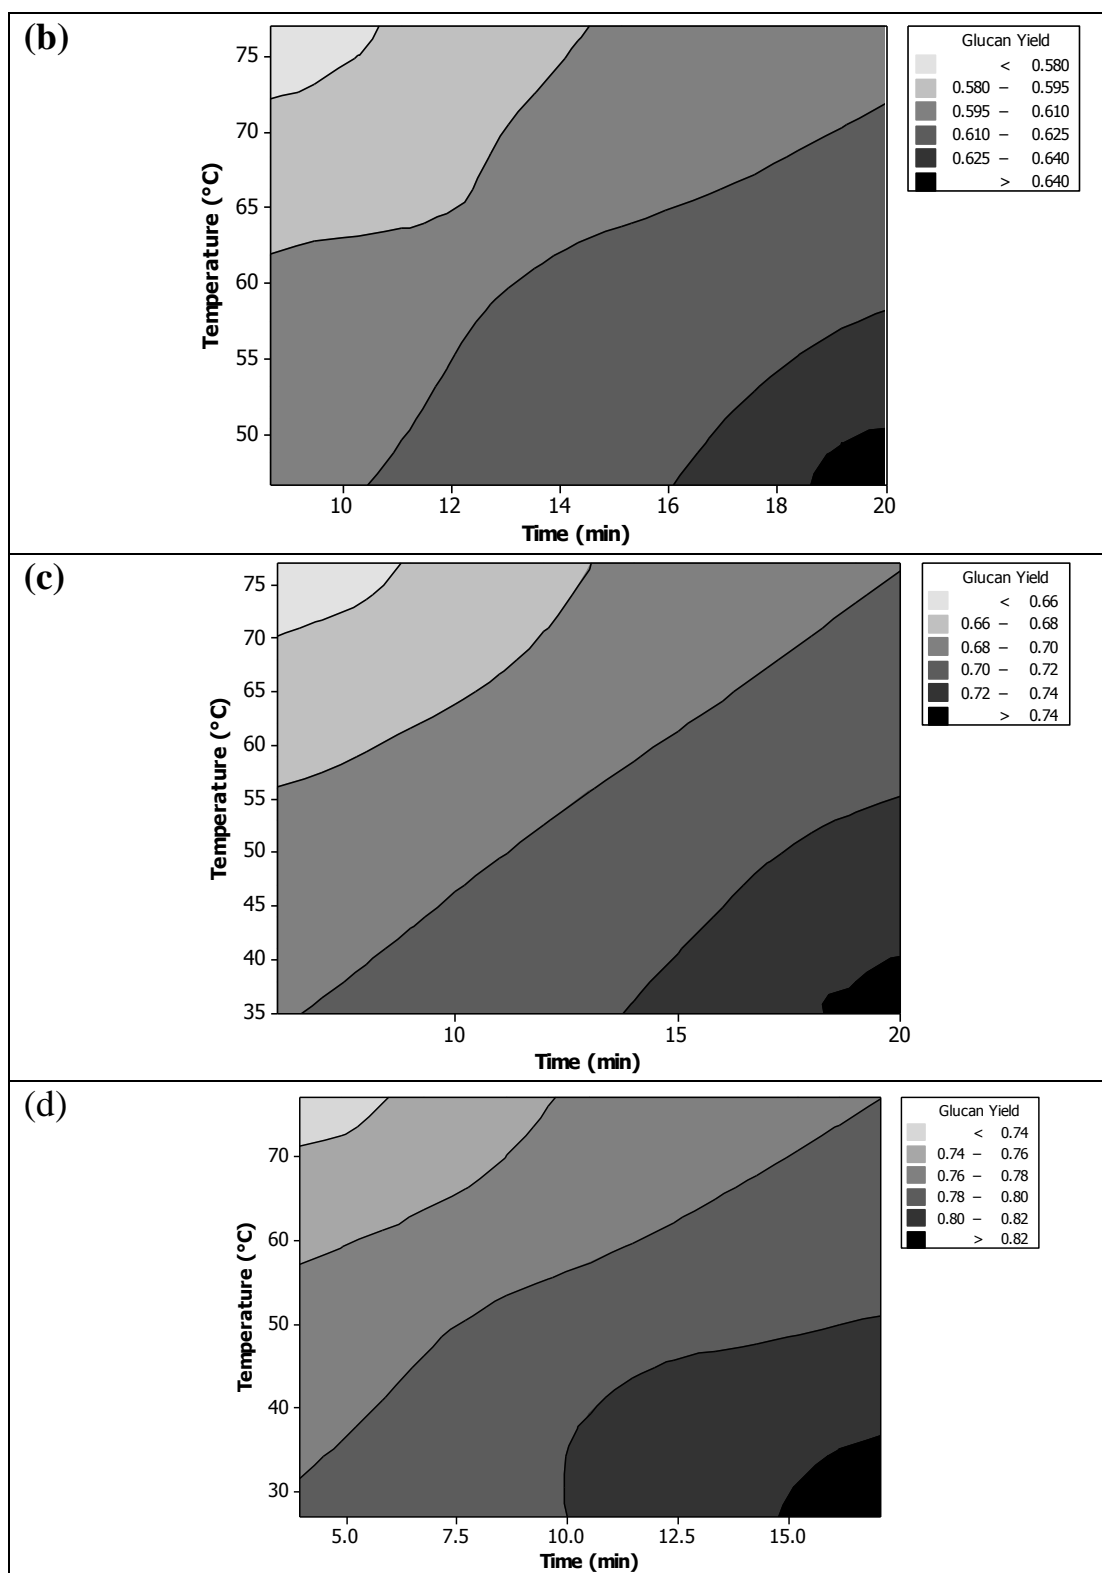 (b)
Glucan Yield
< 0.580
0.580 – 0.595
0.595 – 0.610
0.610 – 0.625
0.625 – 0.640
> 0.640
75
70
65
60
55
50
Temperature (°C)
10 12 14 16 18 20
Time (min)
(c)
Glucan Yield
< 0.66
0.66 – 0.68
0.68 – 0.70
0.70 – 0.72
0.72 – 0.74
> 0.74
75
70
65
60
55
50
45
40
35
Temperature (°C)
10 15 20
Time (min)
(d)
Glucan Yield
< 0.74
0.74 – 0.76
0.76 – 0.78
0.78 – 0.80
0.80 – 0.82
> 0.82
70
60
50
40
30
Temperature (°C)
5.0 7.5 10.0 12.5 15.0
Time (min)